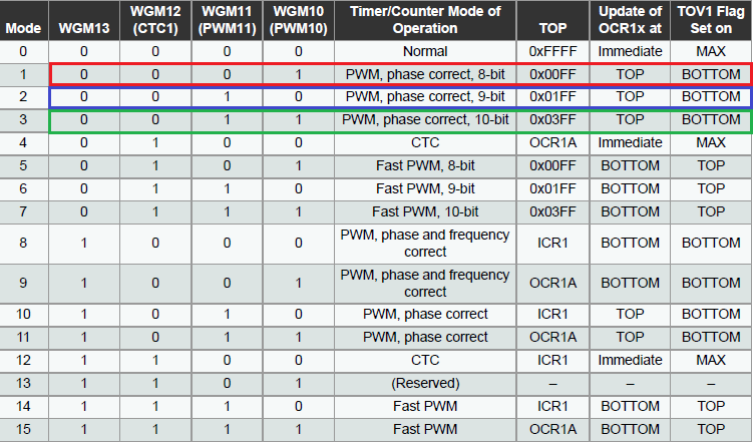 Mode WGM13 WGM12 (CTC1) WGM11 (PWM11) WGM10 (PWM10) Timer/Counter Mode of Operation TOP Update of OCR1x at TOV1 Flag Set on
0 0 0 0 0 Normal 0xFFFF Immediate MAX
1 0 0 0 1 PWM, phase correct, 8-bit 0x00FF TOP BOTTOM
2 0 0 1 0 PWM, phase correct, 9-bit 0x01FF TOP BOTTOM
3 0 0 1 1 PWM, phase correct, 10-bit 0x03FF TOP BOTTOM
4 0 1 0 0 CTC OCR1A Immediate MAX
5 0 1 0 1 Fast PWM, 8-bit 0x00FF BOTTOM TOP
6 0 1 1 0 Fast PWM, 9-bit 0x01FF BOTTOM TOP
7 0 1 1 1 Fast PWM, 10-bit 0x03FF BOTTOM TOP
8 1 0 0 0 PWM, phase and frequency correct ICR1 BOTTOM BOTTOM
9 1 0 0 1 PWM, phase and frequency correct OCR1A BOTTOM BOTTOM
10 1 0 1 0 PWM, phase correct ICR1 TOP BOTTOM
11 1 0 1 1 PWM, phase correct OCR1A TOP BOTTOM
12 1 1 0 0 CTC ICR1 Immediate MAX
13 1 1 0 1 (Reserved) – – –
14 1 1 1 0 Fast PWM ICR1 BOTTOM TOP
15 1 1 1 1 Fast PWM OCR1A BOTTOM TOP